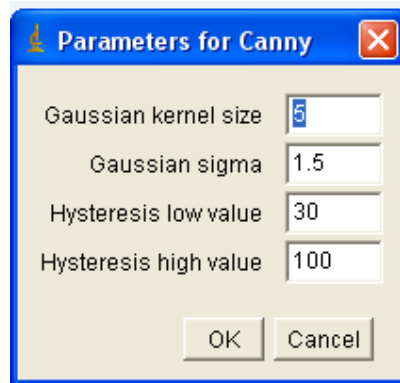 Parameters for Canny
Gaussian kernel size 5
Gaussian sigma 1.5
Hysteresis low value 30
Hysteresis high value 100
OK Cancel